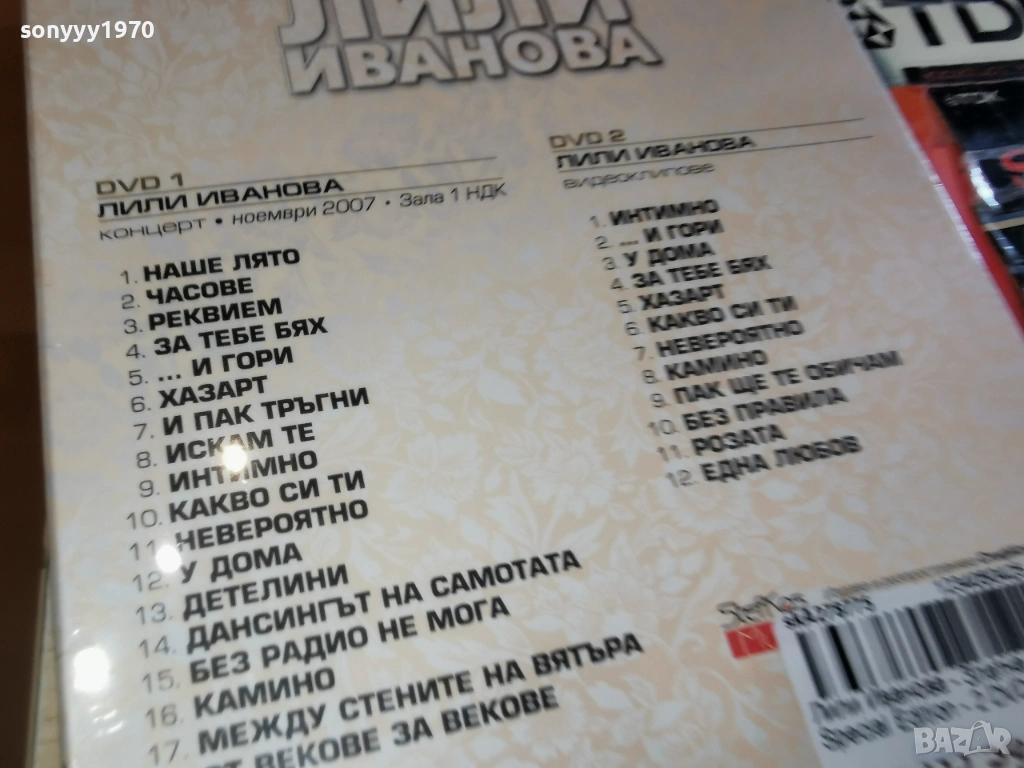 sonyyy1970
ЛИЛИ
ИВАНОВА
DVD 1
ЛИЛИ ИВАНОВА
концерт • ноември 2007 • Зала 1 НДК
1. НАШЕ ЛЯТО
2. ЧАСОВЕ
3. РЕКВИЕМ
4. ЗА ТЕБЕ БЯХ
5. ... И ГОРИ
6. ХАЗАРТ
7. И ПАК ТРЪГНИ
8. ИСКАМ ТЕ
9. ИНТИМНО
10. КАКВО СИ ТИ
11. НЕВЕРОЯТНО
12. У ДОМА
13. ДЕТЕЛИНИ
14. ДАНСИНГЪТ НА САМОТАТА
15. БЕЗ РАДИО НЕ МОГА
16. КАМИНО
17. МЕЖДУ СТЕНИТЕ НА ВЯТЪРА
ОТ ВЕКОВЕ ЗА ВЕКОВЕ
DVD 2
ЛИЛИ ИВАНОВА
видеоклипове
1. ИНТИМНО
2. ... И ГОРИ
3. У ДОМА
4. ЗА ТЕБЕ БЯХ
5. ХАЗАРТ
6. КАКВО СИ ТИ
7. НЕВЕРОЯТНО
8. КАМИНО
9. ПАК ЩЕ ТЕ ОБИЧАМ
10. БЕЗ ПРАВИЛА
11. РОЗАТА
12. ЕДНА ЛЮБОВ
Special Edition - 2
BAZAR